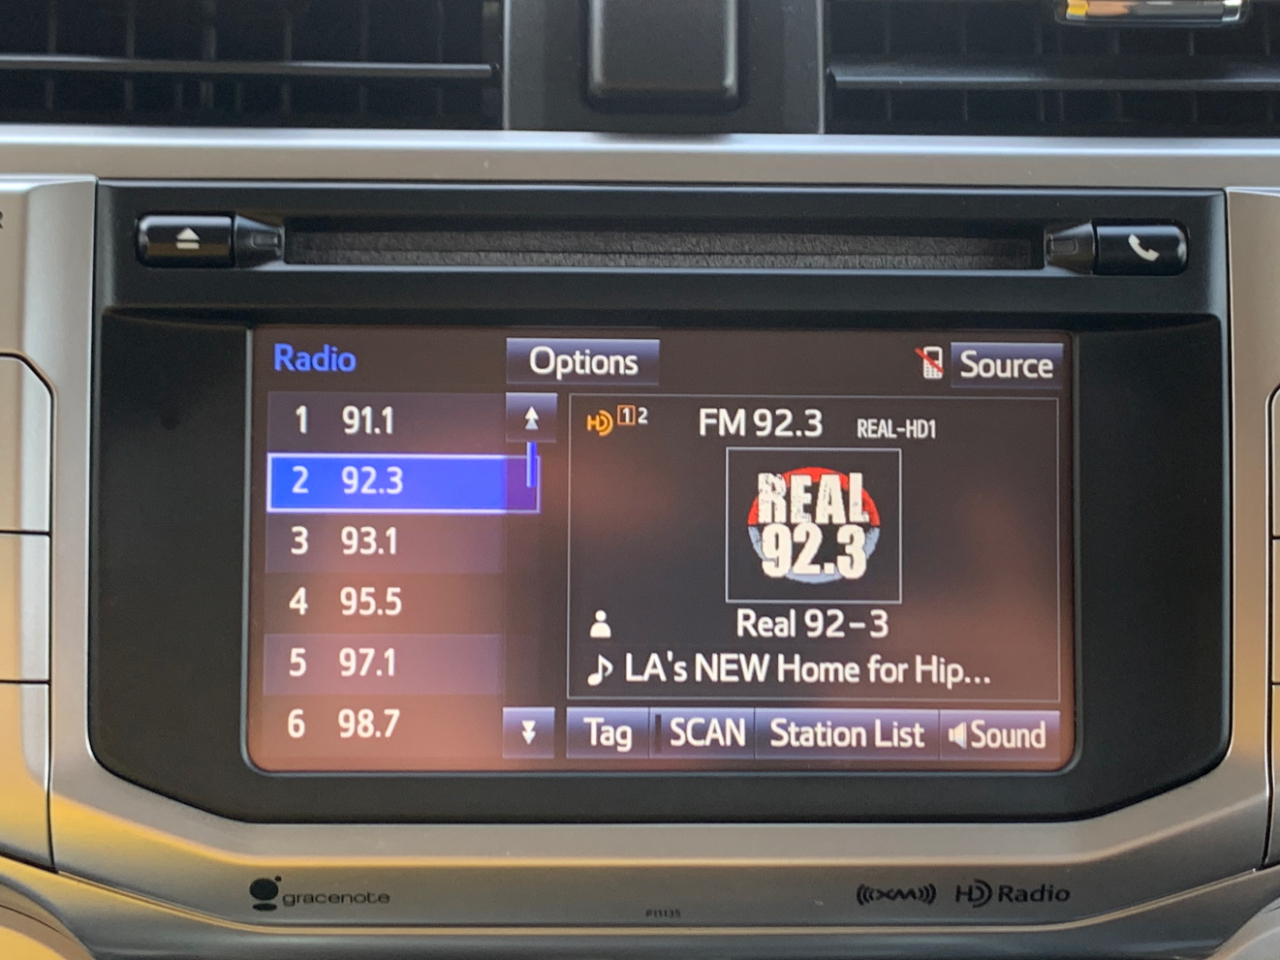 R
Radio
Options
Source
1 91.1
2 92.3
3 93.1
4 95.5
5 97.1
6 98.7
HD 1 2
FM 92.3 REAL-HD1
REAL
92.3
Real 92-3
LA's NEW Home for Hip...
Tag
SCAN
Station List
Sound
gracenote
P11135
((XM))
HD Radio